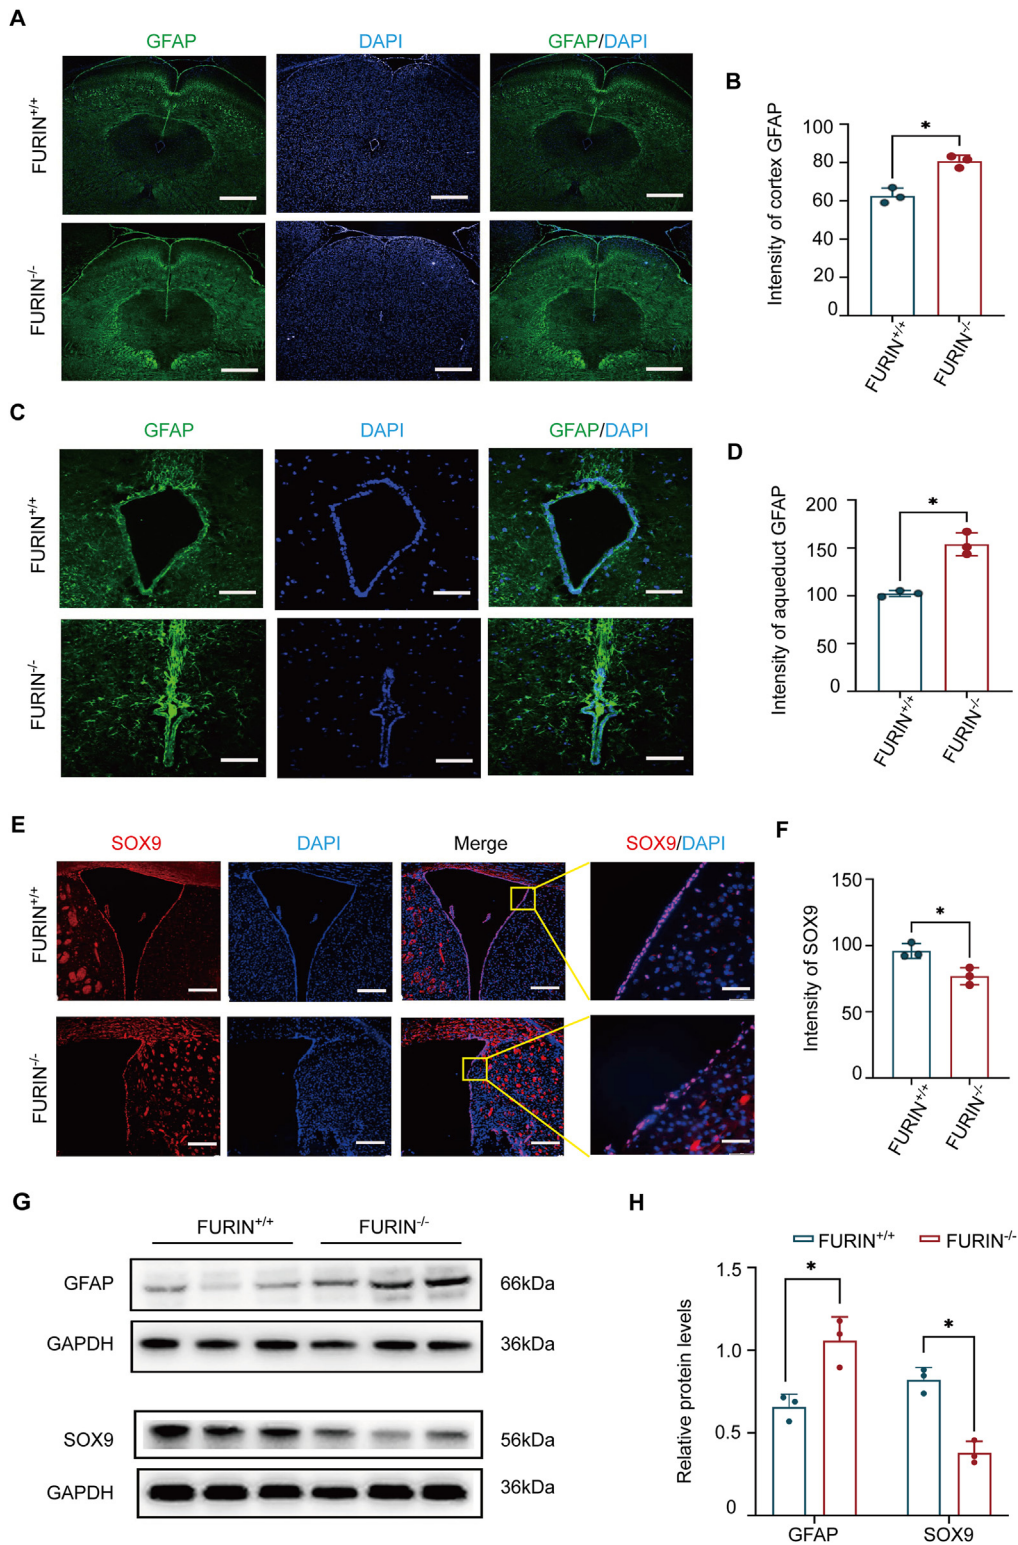 A
GFAP DAPI GFAP/DAPI
FURIN+/+
FURIN-/-
B
Intensity of cortex GFAP
100
80
60
40
20
0
*
FURIN+/+ FURIN-/-
C
GFAP DAPI GFAP/DAPI
FURIN+/+
FURIN-/-
D
Intensity of aqueduct GFAP
200
150
100
50
0
*
FURIN+/+ FURIN-/-
E
SOX9 DAPI Merge SOX9/DAPI
FURIN+/+
FURIN-/-
F
Intensity of SOX9
150
100
50
0
*
FURIN+/+ FURIN-/-
G
FURIN+/+ FURIN-/-
GFAP 66kDa
GAPDH 36kDa
SOX9 56kDa
GAPDH 36kDa
H
FURIN+/+ FURIN-/-
Relative protein levels
1.5
1.0
0.5
0
* *
GFAP SOX9